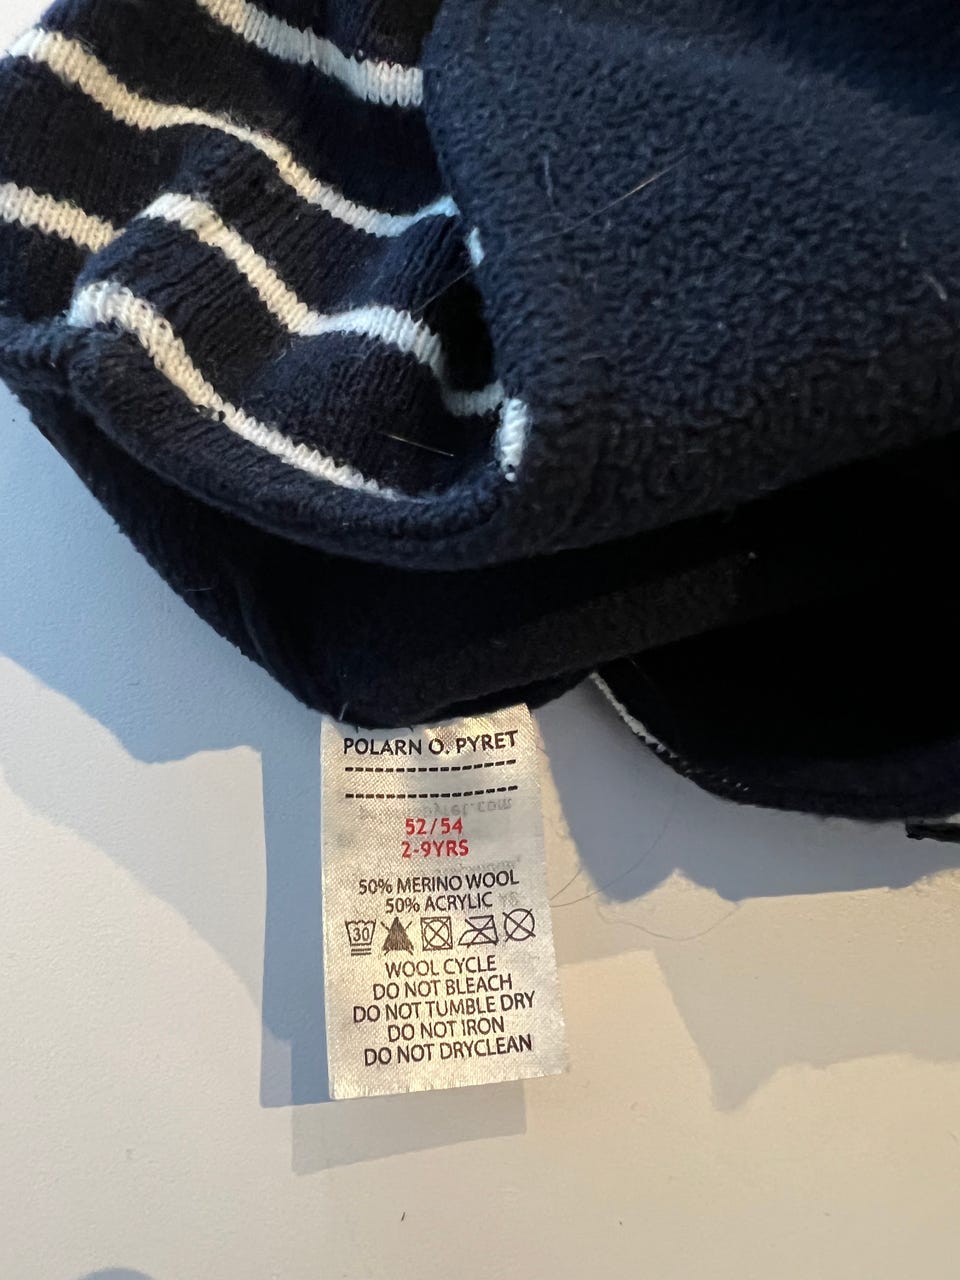 POLARN O. PYRET
52/54
2-9YRS
50% MERINO WOOL
50% ACRYLIC
30
WOOL CYCLE
DO NOT BLEACH
DO NOT TUMBLE DRY
DO NOT IRON
DO NOT DRYCLEAN